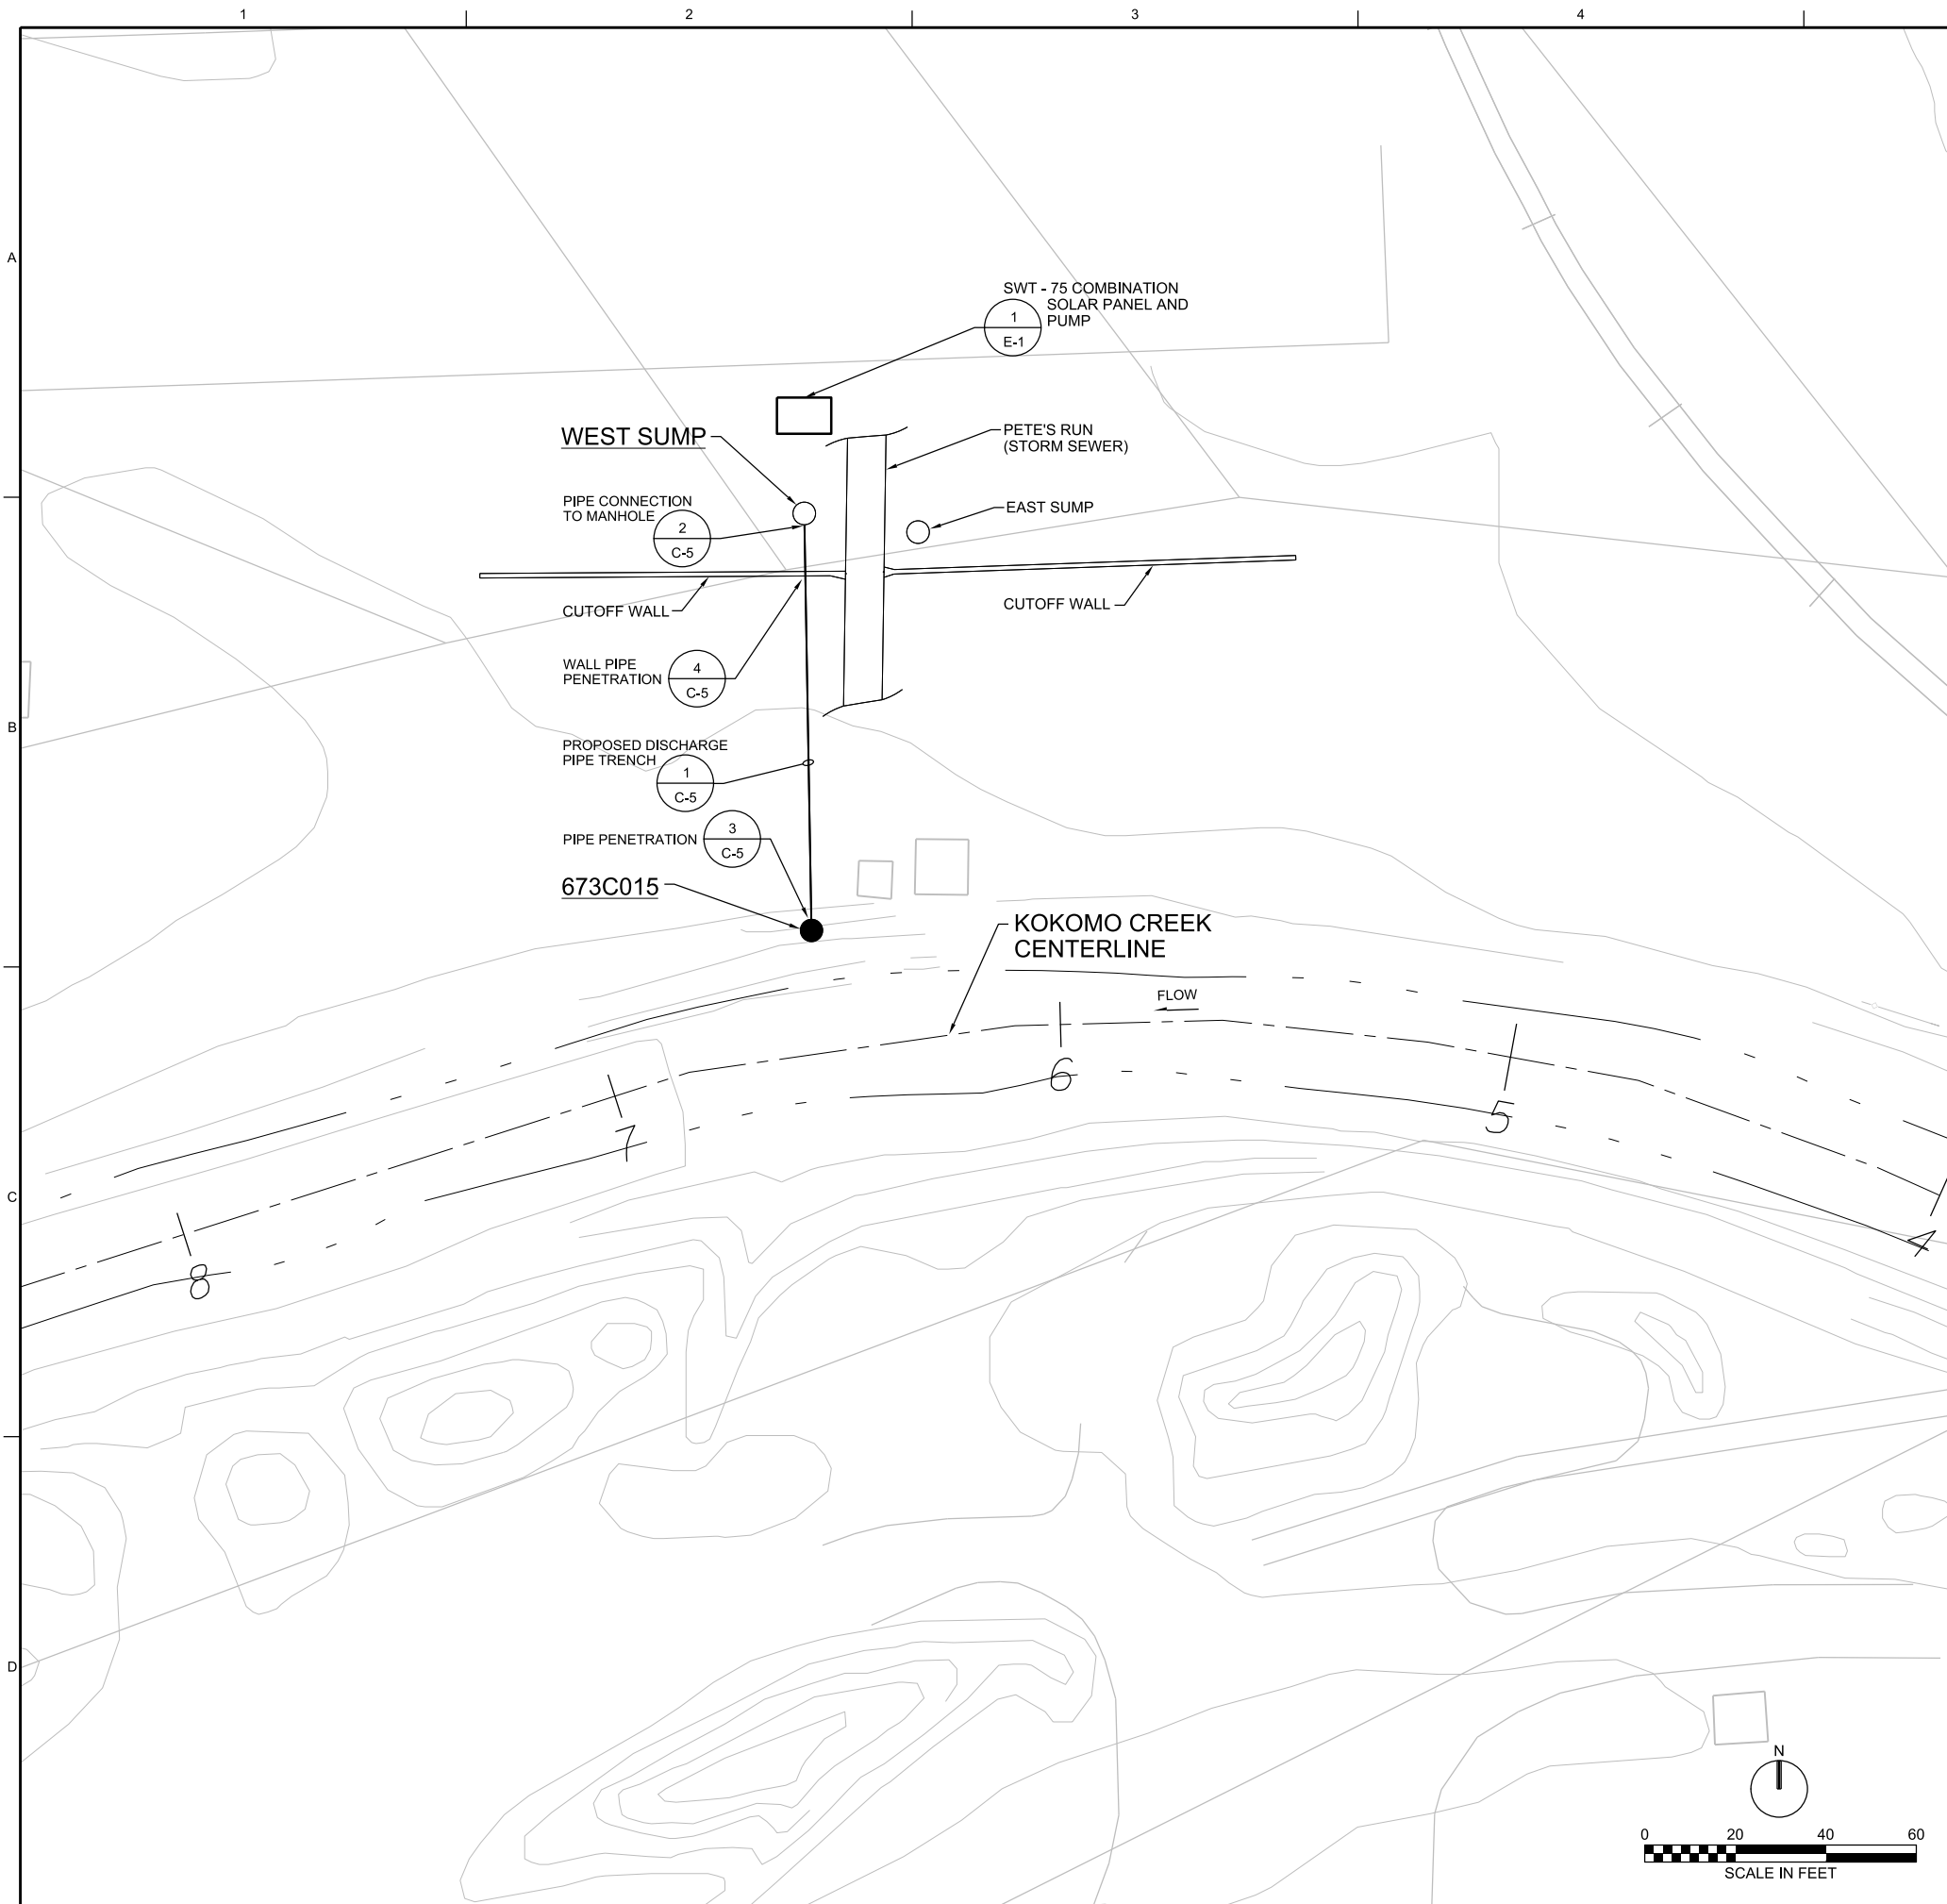 1
2
3
4
A
SWT - 75 COMBINATION
SOLAR PANEL AND
PUMP
1
E-1
WEST SUMP
PETE'S RUN
(STORM SEWER)
PIPE CONNECTION
TO MANHOLE
2
C-5
EAST SUMP
CUTOFF WALL
CUTOFF WALL
WALL PIPE
PENETRATION
4
C-5
B
PROPOSED DISCHARGE
PIPE TRENCH
1
C-5
PIPE PENETRATION
3
C-5
673C015
KOKOMO CREEK
CENTERLINE
FLOW
6
5
7
4
8
C
D
N
0 20 40 60
SCALE IN FEET